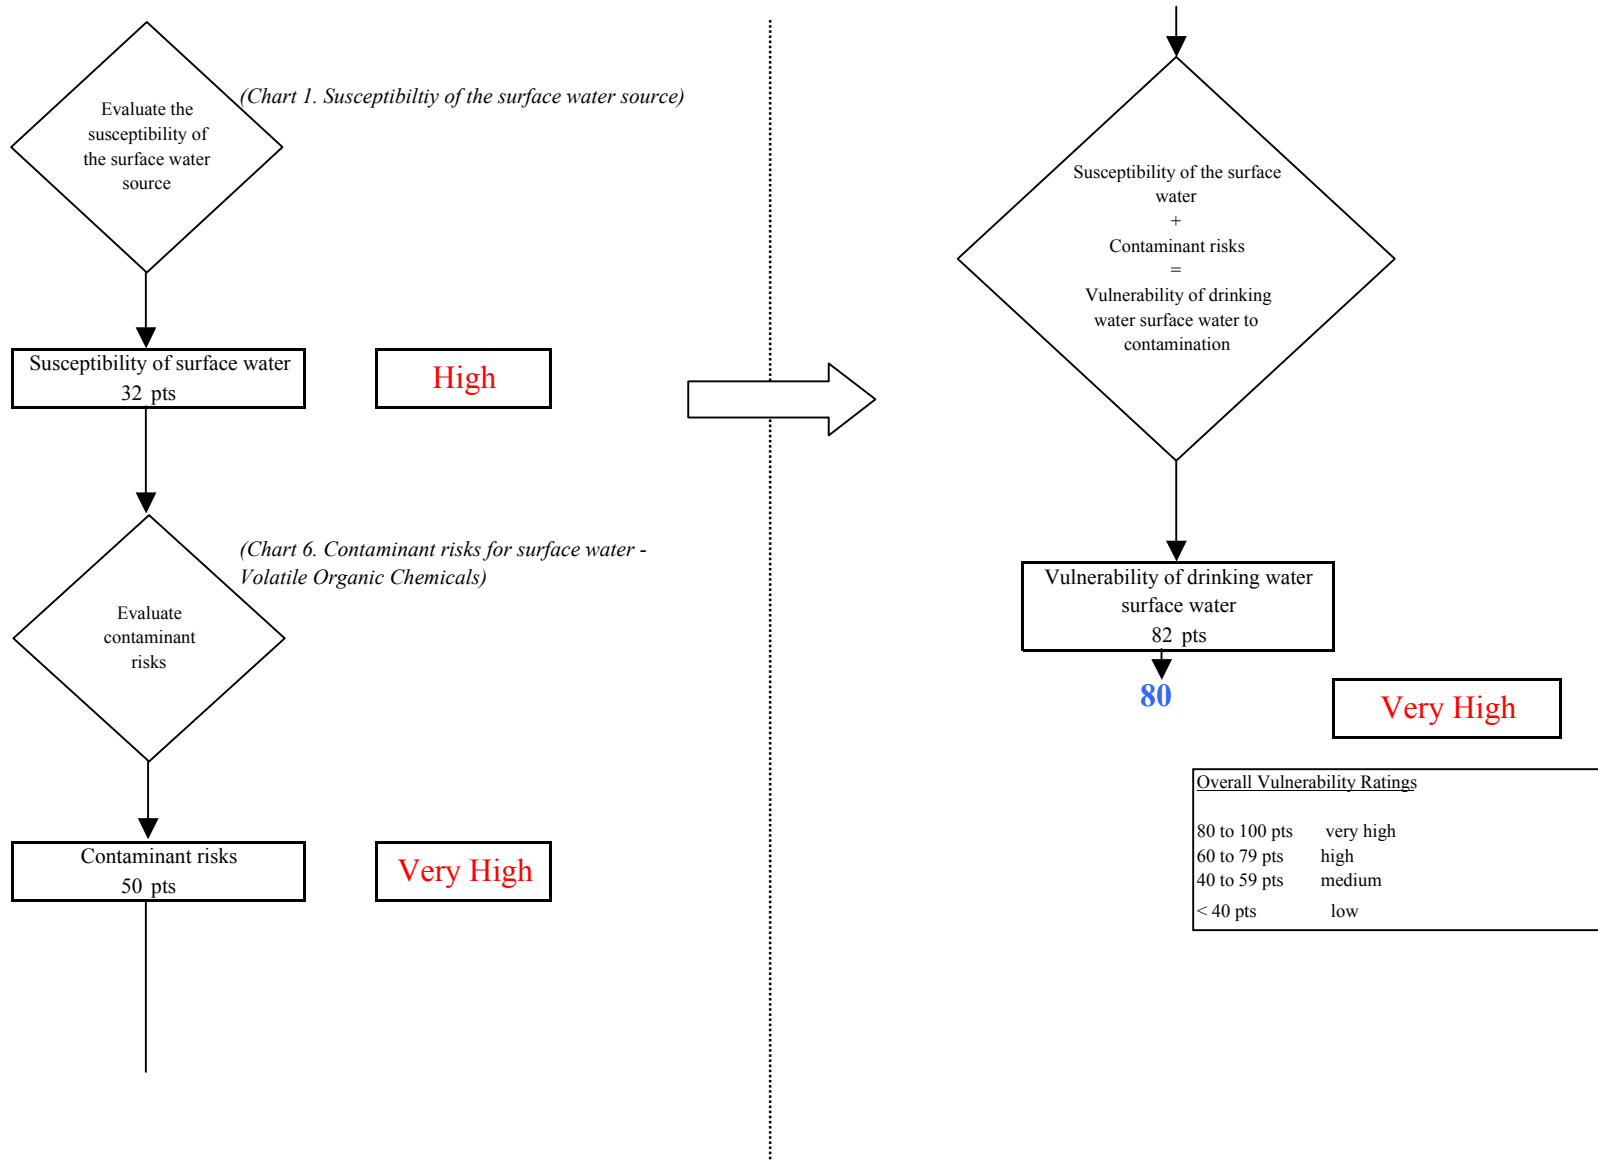 Evaluate the
susceptibility of
the surface water
source
(Chart 1. Susceptibiltiy of the surface water source)
Susceptibility of surface water
32 pts
High
(Chart 6. Contaminant risks for surface water -
Volatile Organic Chemicals)
Evaluate
contaminant
risks
Contaminant risks
50 pts
Very High
Susceptibility of the surface
water
+
Contaminant risks
=
Vulnerability of drinking
water surface water to
contamination
Vulnerability of drinking water
surface water
82 pts
80
Very High
Overall Vulnerability Ratings
80 to 100 pts very high
60 to 79 pts high
40 to 59 pts medium
< 40 pts low